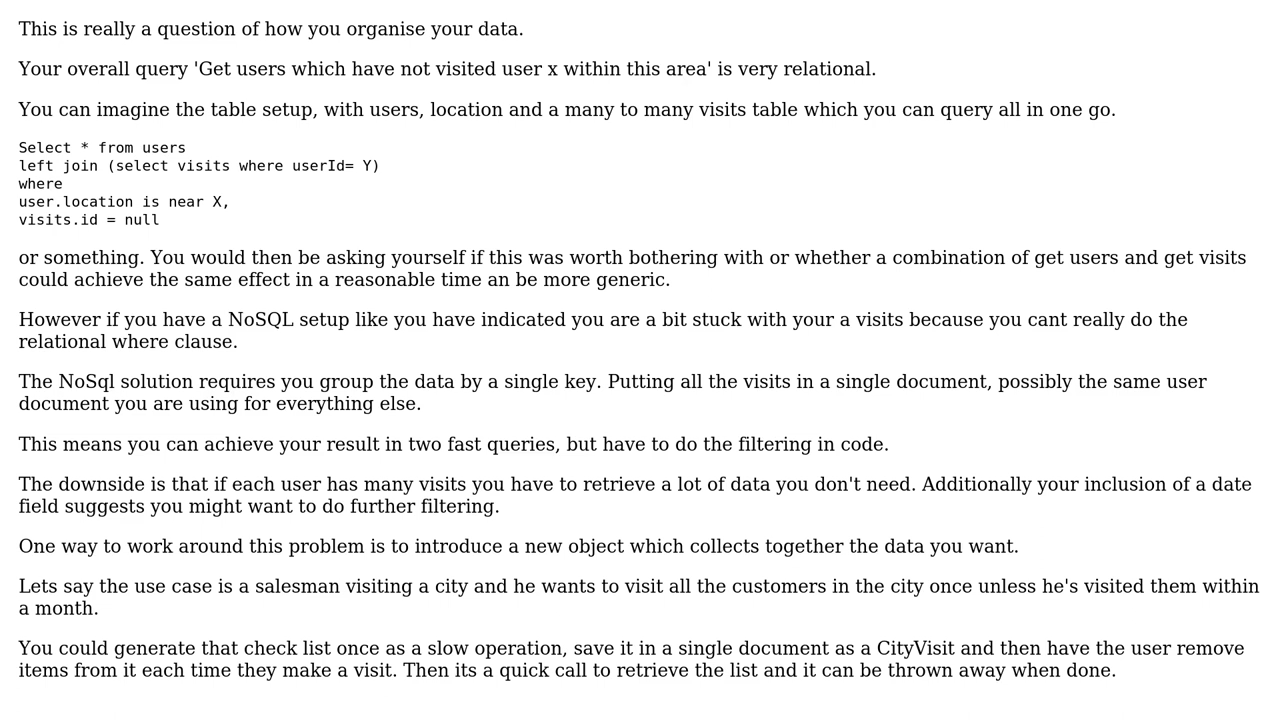 This is really a question of how you organise your data.
Your overall query 'Get users which have not visited user x within this area' is very relational.
You can imagine the table setup, with users, location and a many to many visits table which you can query all in one go.
Select * from users
left join (select visits where userId= Y)
where
user.location is near X,
visits.id = null
or something. You would then be asking yourself if this was worth bothering with or whether a combination of get users and get visits
could achieve the same effect in a reasonable time an be more generic.
However if you have a NoSQL setup like you have indicated you are a bit stuck with your a visits because you cant really do the
relational where clause.
The NoSql solution requires you group the data by a single key. Putting all the visits in a single document, possibly the same user
document you are using for everything else.
This means you can achieve your result in two fast queries, but have to do the filtering in code.
The downside is that if each user has many visits you have to retrieve a lot of data you don't need. Additionally your inclusion of a date
field suggests you might want to do further filtering.
One way to work around this problem is to introduce a new object which collects together the data you want.
Lets say the use case is a salesman visiting a city and he wants to visit all the customers in the city once unless he's visited them within
a month.
You could generate that check list once as a slow operation, save it in a single document as a CityVisit and then have the user remove
items from it each time they make a visit. Then its a quick call to retrieve the list and it can be thrown away when done.